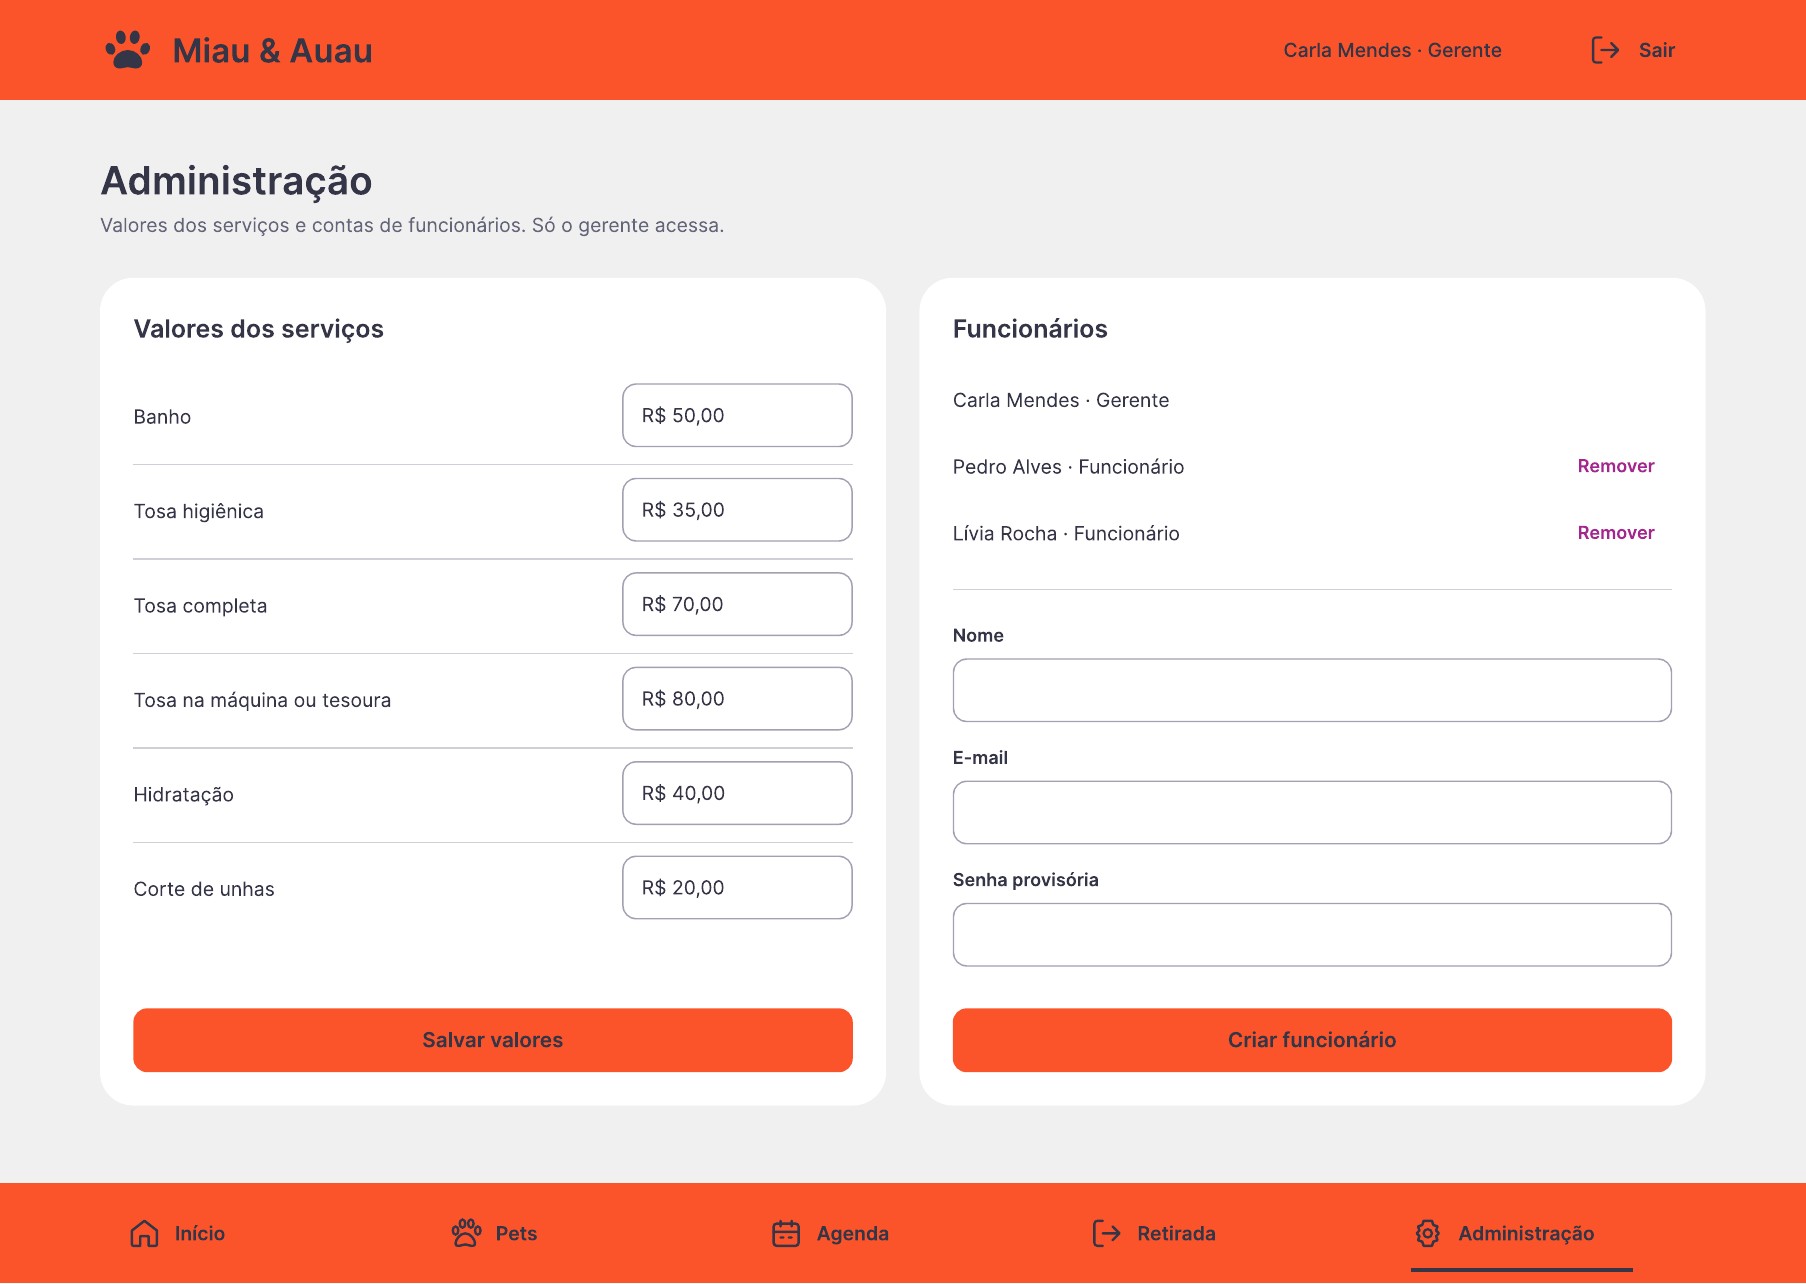 Miau & Auau
Carla Mendes · Gerente
Sair
Administração
Valores dos serviços e contas de funcionários. Só o gerente acessa.
Valores dos serviços
Banho
R$ 50,00
Tosa higiênica
R$ 35,00
Tosa completa
R$ 70,00
Tosa na máquina ou tesoura
R$ 80,00
Hidratação
R$ 40,00
Corte de unhas
R$ 20,00
Salvar valores
Funcionários
Carla Mendes · Gerente
Pedro Alves · Funcionário
Remover
Lívia Rocha · Funcionário
Remover
Nome
E-mail
Senha provisória
Criar funcionário
Início
Pets
Agenda
Retirada
Administração